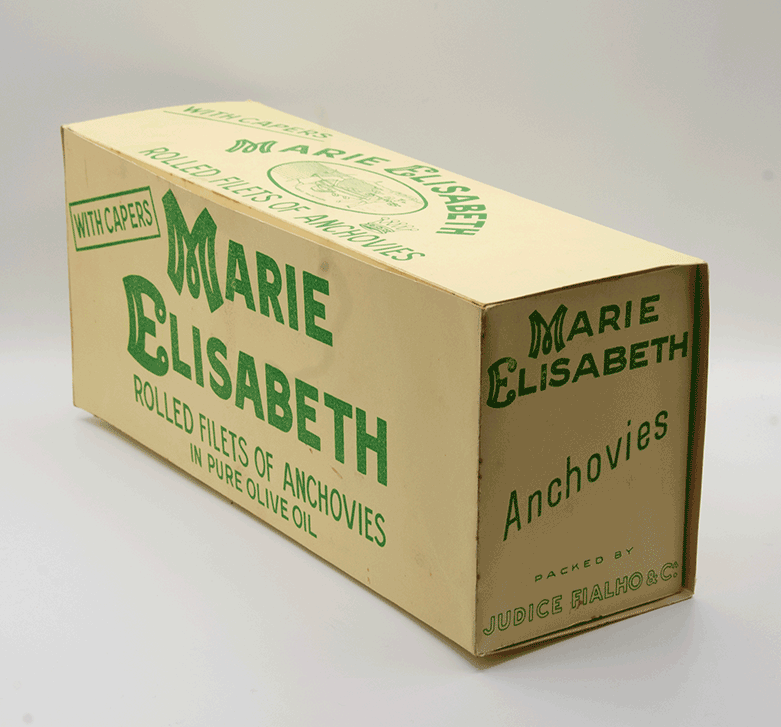 WITH CAPERS
MARIE ELISABETH
ROLLED FILETS OF ANCHOVIES
WITH CAPERS
MARIE
ELISABETH
ROLLED FILETS OF ANCHOVIES
IN PURE OLIVE OIL
MARIE
ELISABETH
Anchovies
PACKED BY
JUDICE FIALHO & Cᵒ.